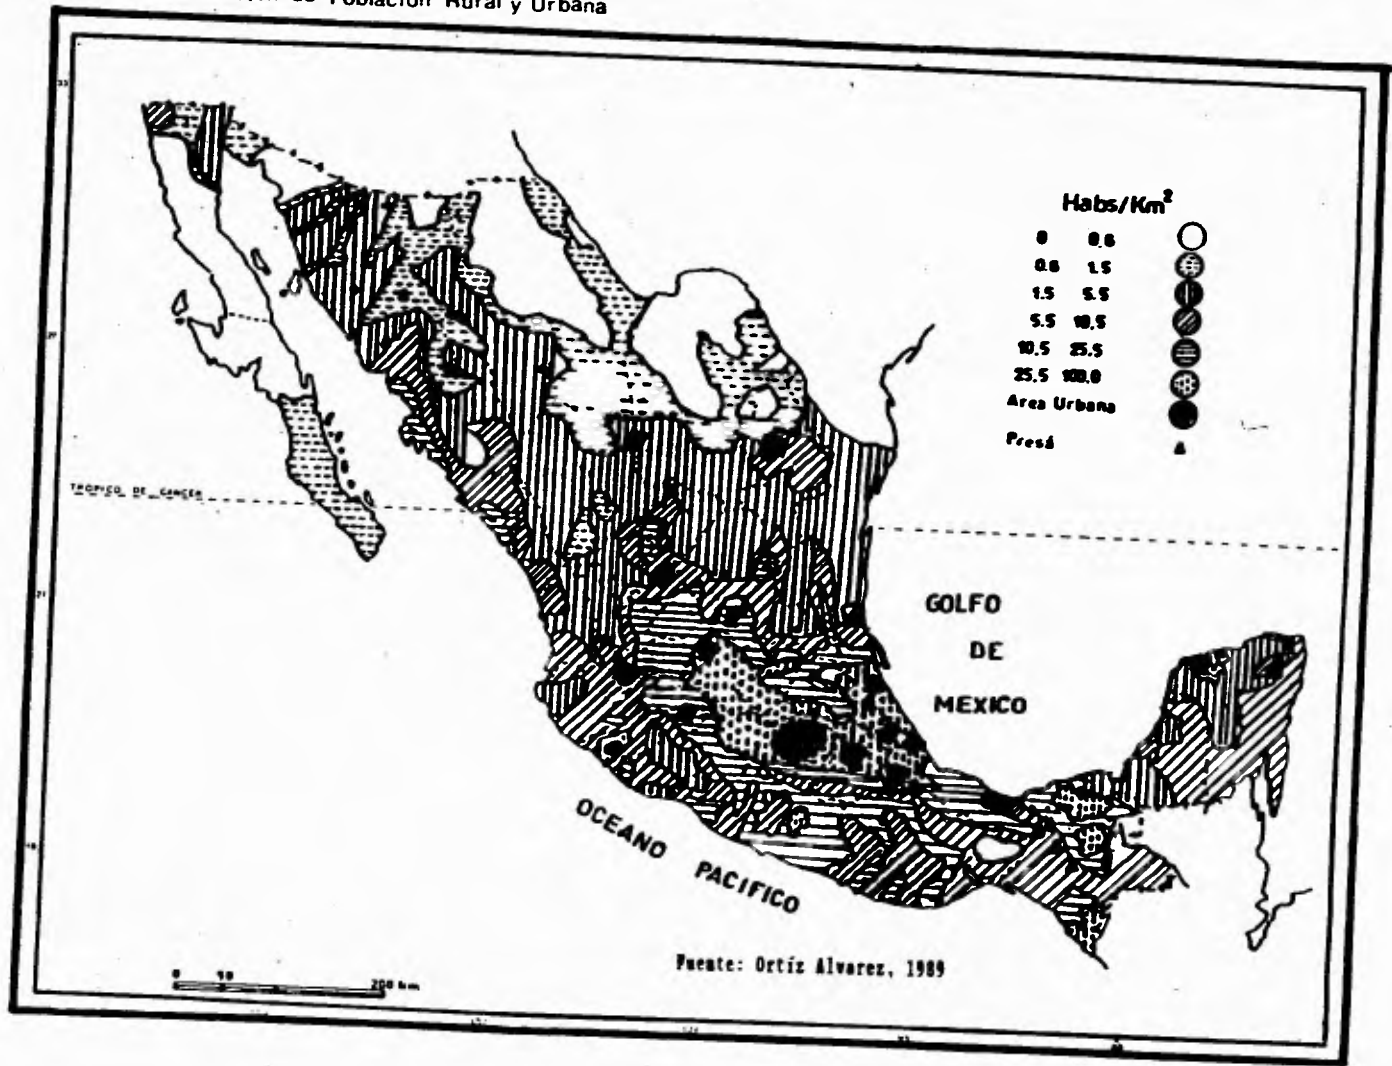 de Población Rural y Urbana
Habs/Km²
0 0.6
0.6 1.5
1.5 5.5
5.5 10.5
10.5 25.5
25.5 100.0
Area Urbana
Presa
TROPICO DE CANCER
GOLFO
DE
MEXICO
OCEANO PACIFICO
Fuente: Ortíz Alvarez, 1989
200 km